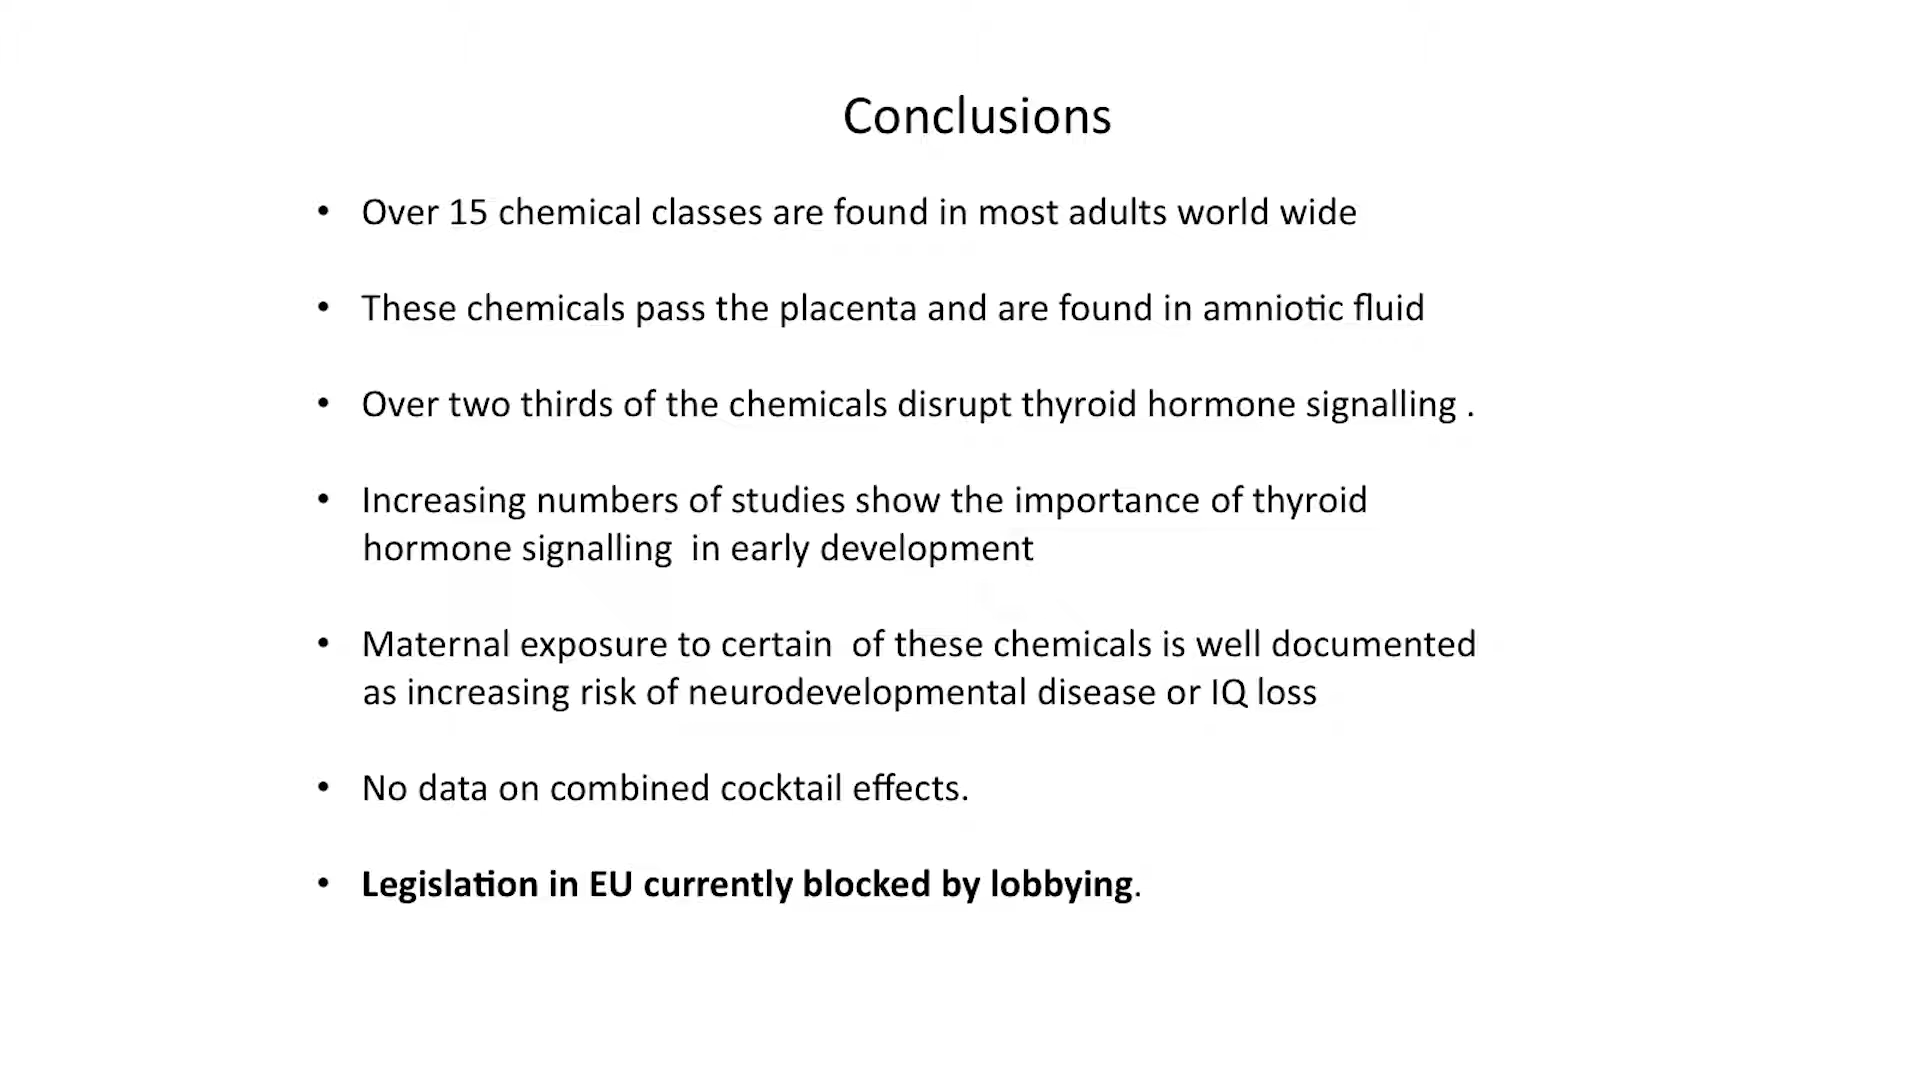 Conclusions
• Over 15 chemical classes are found in most adults world wide
• These chemicals pass the placenta and are found in amniotic fluid
• Over two thirds of the chemicals disrupt thyroid hormone signalling .
• Increasing numbers of studies show the importance of thyroid
hormone signalling  in early development
• Maternal exposure to certain  of these chemicals is well documented
as increasing risk of neurodevelopmental disease or IQ loss
• No data on combined cocktail effects.
• Legislation in EU currently blocked by lobbying.